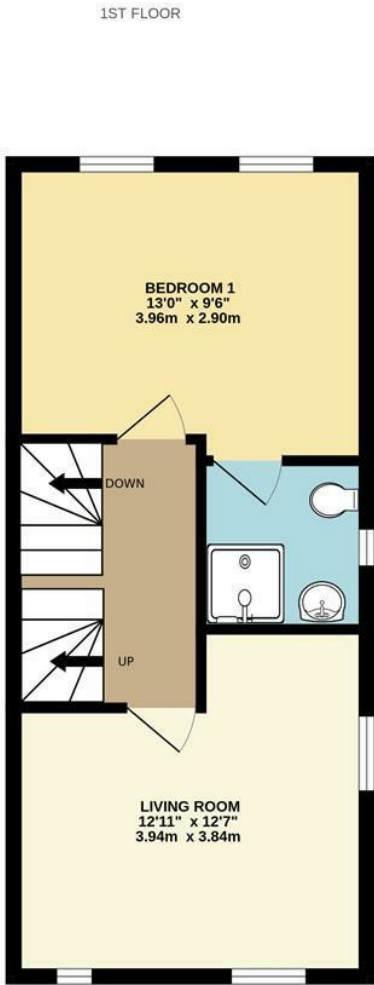 1ST FLOOR
BEDROOM 1
13'0" x 9'6"
3.96m x 2.90m
DOWN
UP
LIVING ROOM
12'11" x 12'7"
3.94m x 3.84m